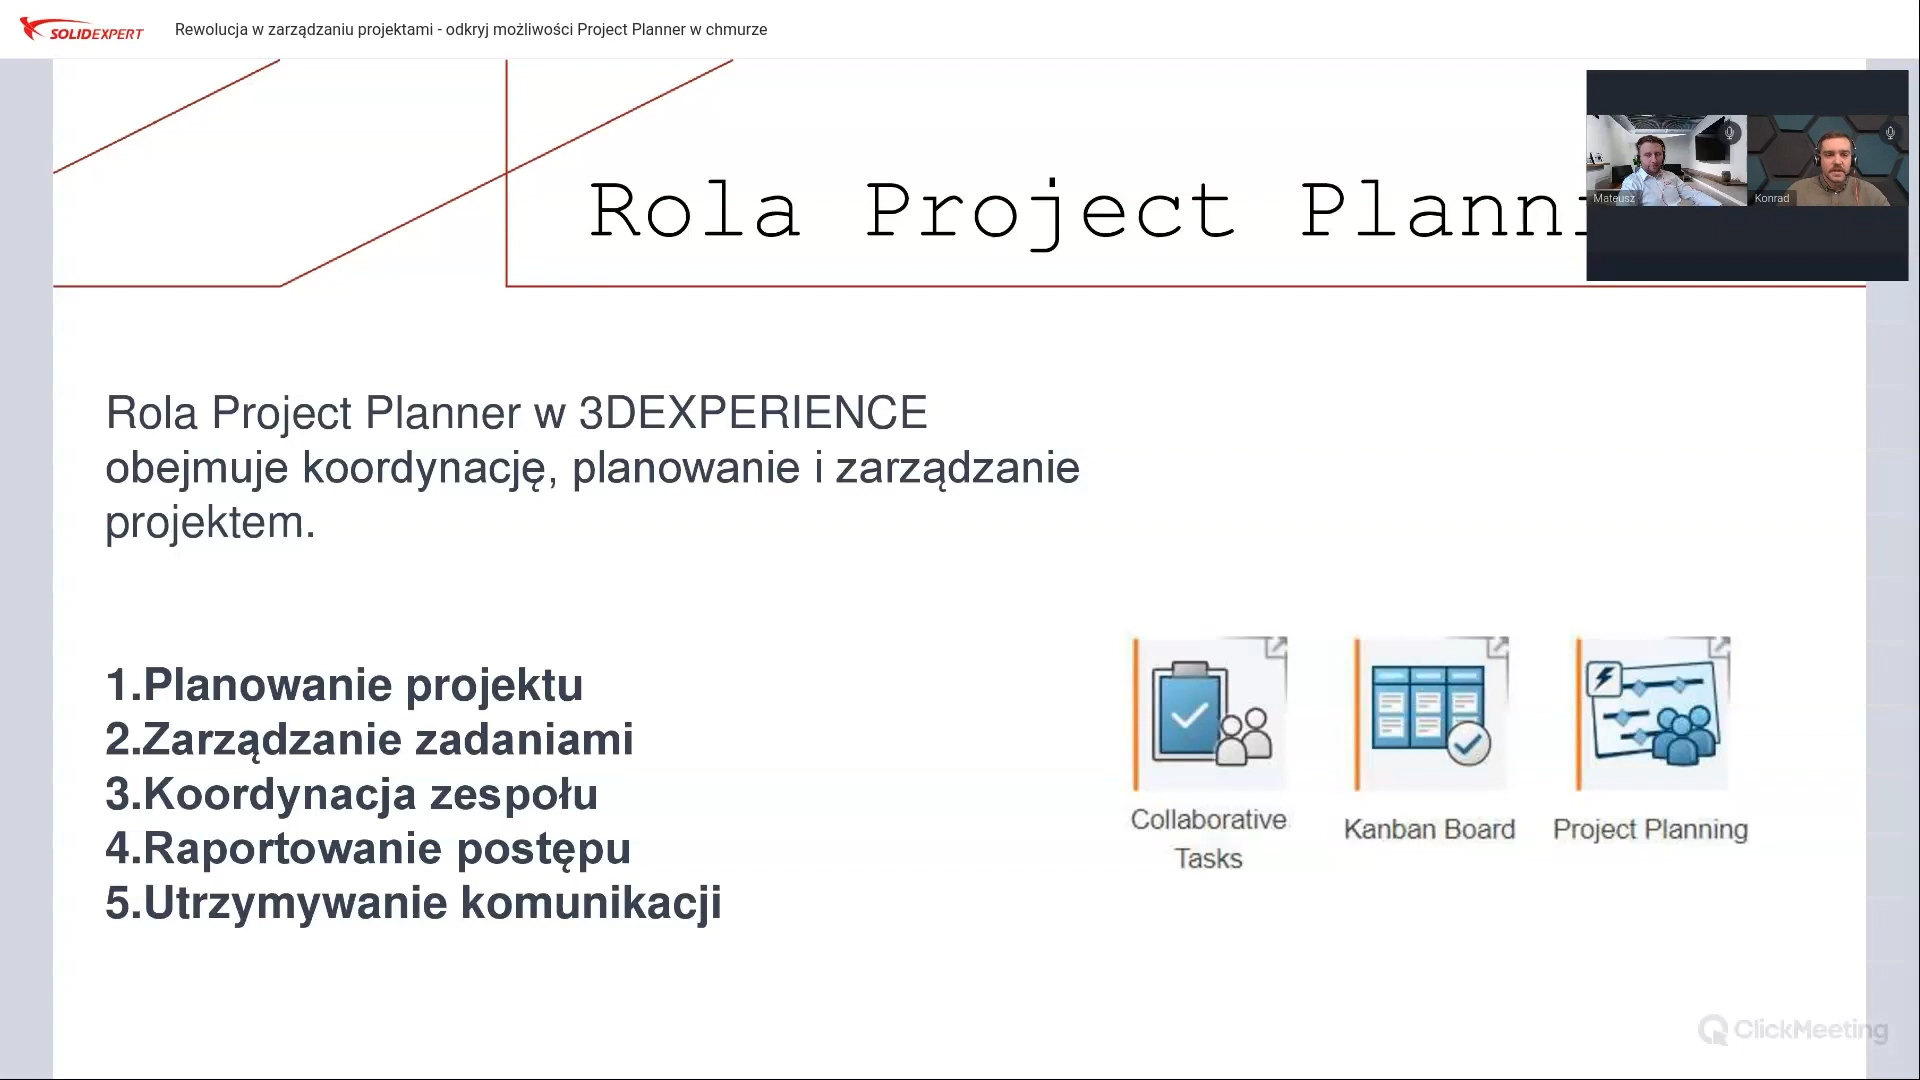 SOLIDEXPERT
Rewolucja w zarządzaniu projektami - odkryj możliwości Project Planner w chmurze
Rola Project Planni
Mateusz
Konrad
Rola Project Planner w 3DEXPERIENCE
obejmuje koordynację, planowanie i zarządzanie
projektem.
1.Planowanie projektu
2.Zarządzanie zadaniami
3.Koordynacja zespołu
4.Raportowanie postępu
5.Utrzymywanie komunikacji
Collaborative
Tasks
Kanban Board
Project Planning
ClickMeeting